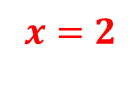 x = 2